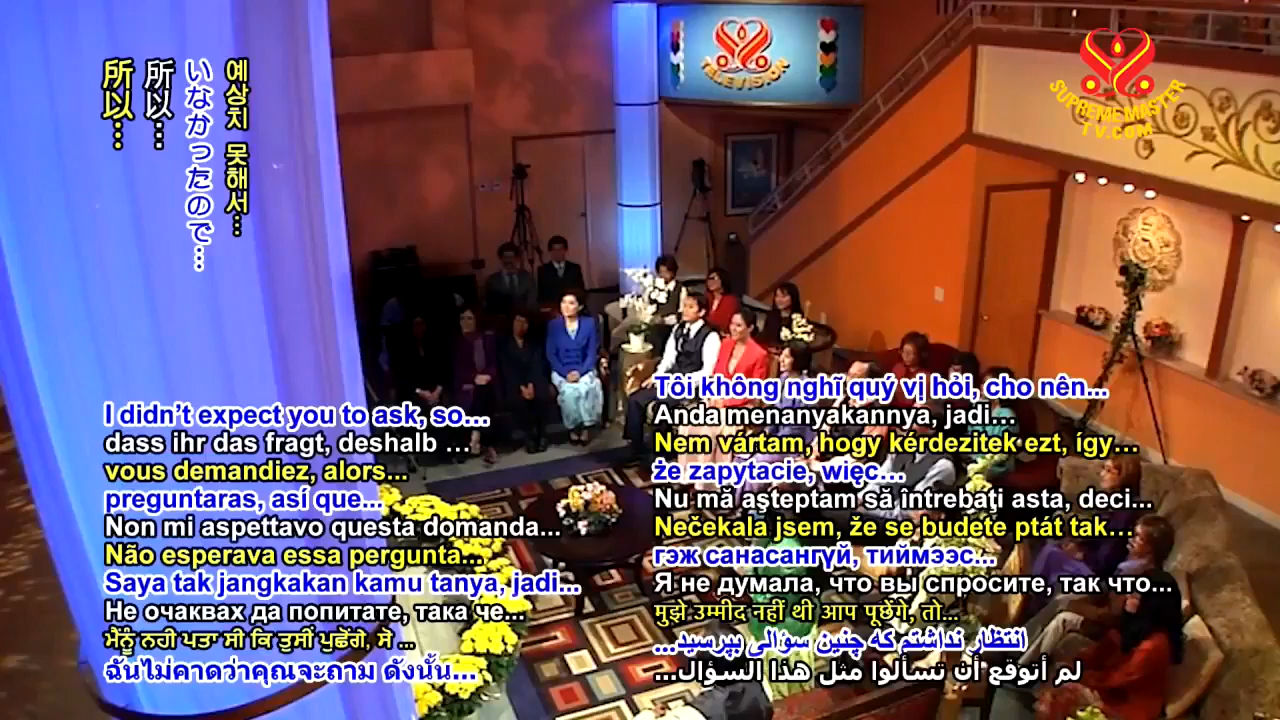 TELEVISION
SUPREME MASTER
TV.COM
예상지 못해서...
いなかったので...
所以...
所以...
I didn't expect you to ask, so...
dass ihr das fragt, deshalb …
vous demandiez, alors...
preguntaras, así que...
Non mi aspettavo questa domanda...
Não esperava essa pergunta...
Saya tak jangkakan kamu tanya, jadi...
Не очаквах да попитате, така че...
ਮੈਨੂੰ ਨਹੀ ਪਤਾ ਸੀ ਕਿ ਤੁਸੀਂ ਪੁਛੋਂਗੇ, ਸੋ ...
ฉันไม่คาดว่าคุณจะถาม ดังนั้น...
Tôi không nghĩ quý vị hỏi, cho nên...
Anda menanyakannya, jadi...
Nem vártam, hogy kérdezitek ezt, így…
że zapytacie, więc...
Nu mă aşteptam să întrebaţi asta, deci...
Nečekala jsem, že se budete ptát tak…
гэж санасангүй, тиймээс...
Я не думала, что вы спросите, так что...
मुझे उम्मीद नहीं थी आप पूछेंगे, तो...
انتظار نداشتم که چنین سؤالی بپرسید...
لم أتوقع أن تسألوا مثل هذا السؤال...